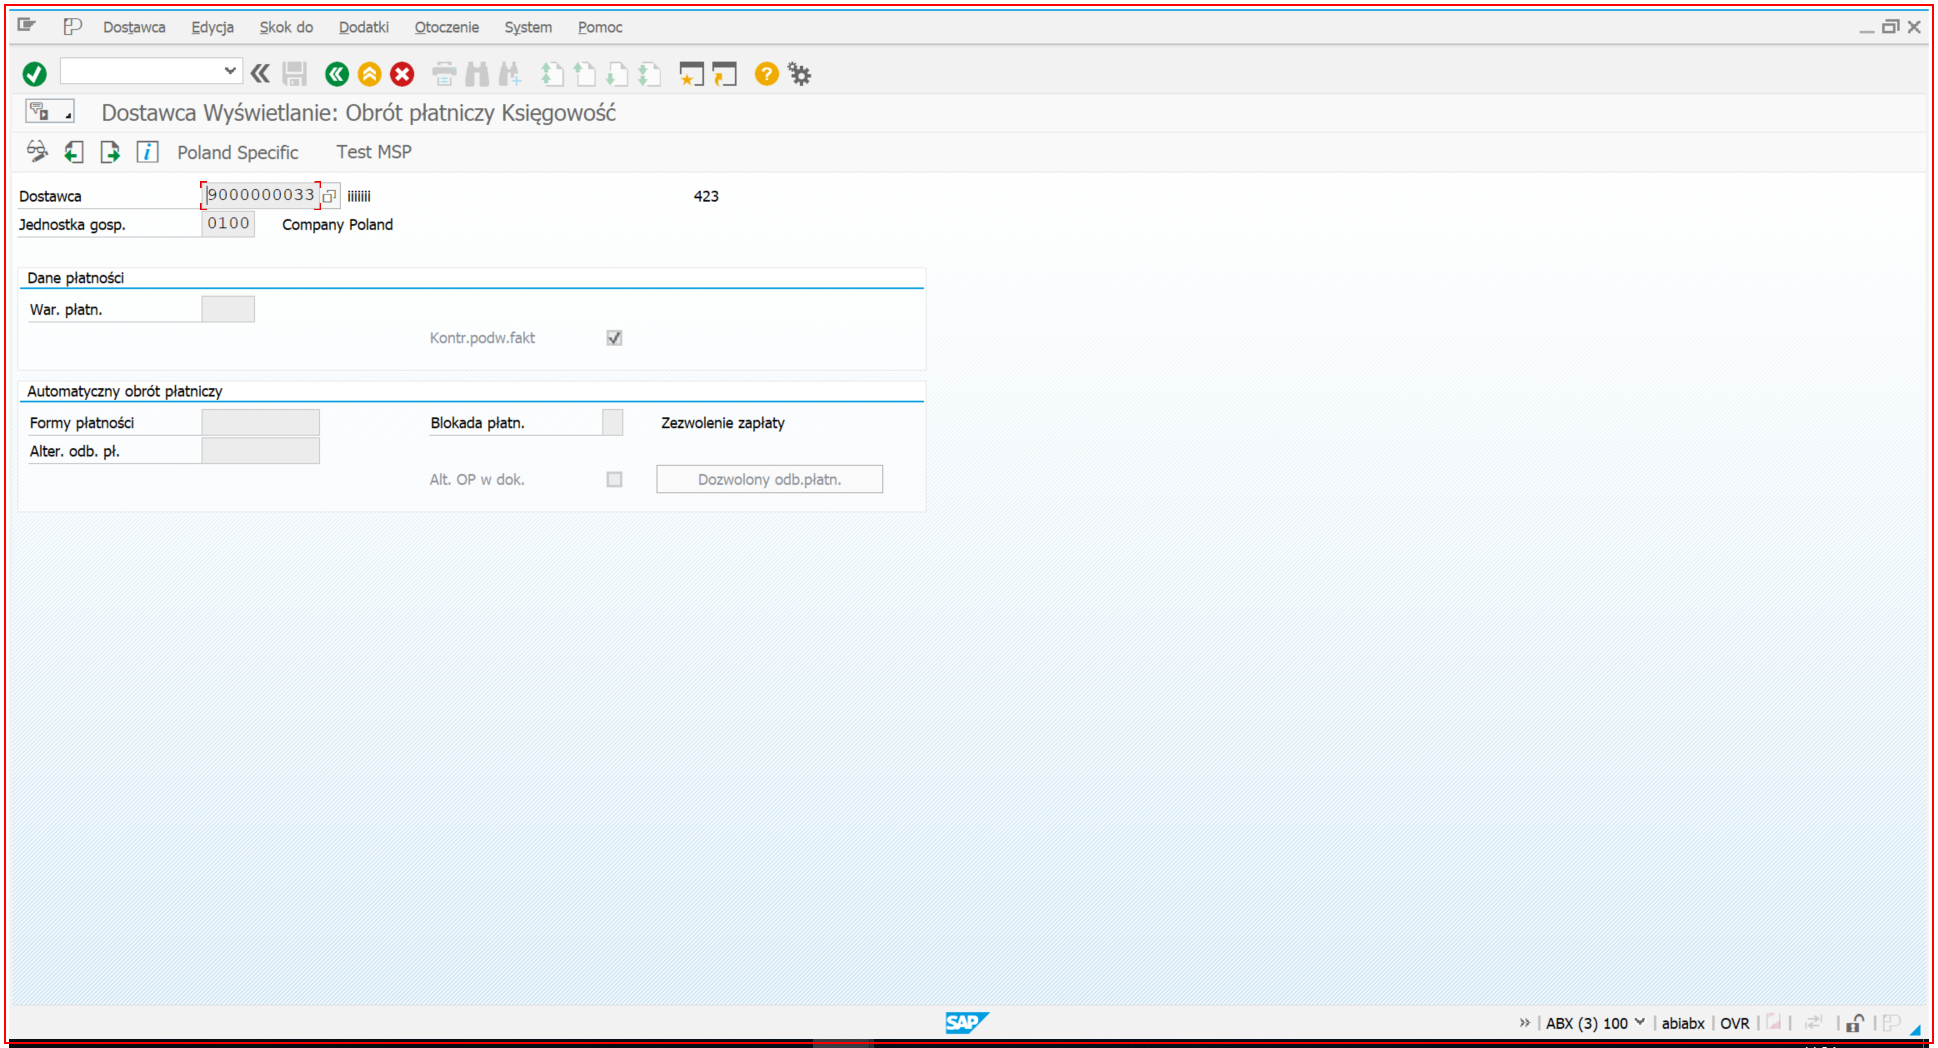 Dostawca Edycja Skok do Dodatki Otoczenie System Pomoc
Dostawca Wyświetlanie: Obrót płatniczy Księgowość
Poland Specific Test MSP
Dostawca 9000000033 iiiiiii 423
Jednostka gosp. 0100 Company Poland
Dane płatności
War. płatn.
Kontr.podw.fakt
Automatyczny obrót płatniczy
Formy płatności Blokada płatn. Zezwolenie zapłaty
Alter. odb. pł.
Alt. OP w dok. Dozwolony odb.płatn.
SAP ABX (3) 100 abiabx OVR